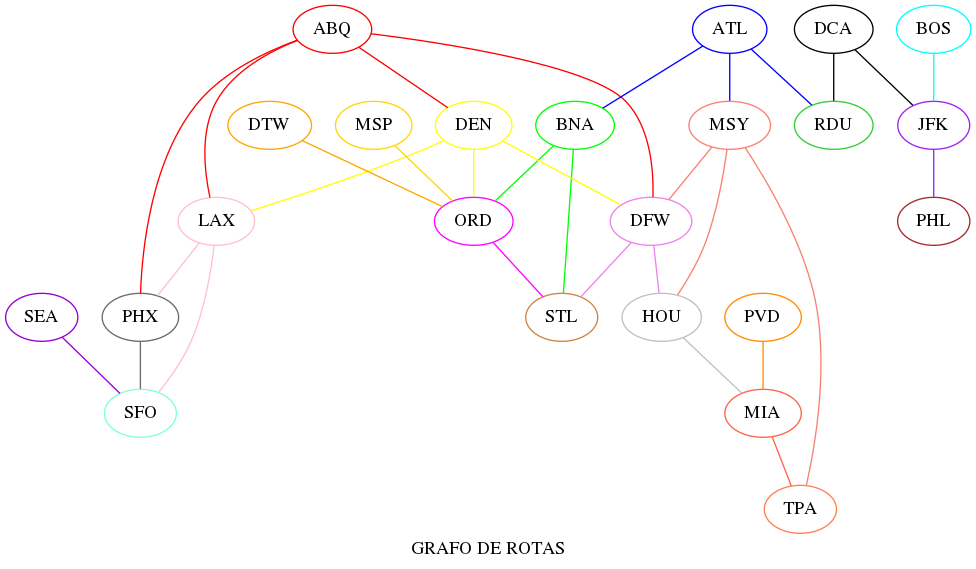 ABQ
ATL
DCA
BOS
DTW
MSP
DEN
BNA
MSY
RDU
JFK
LAX
ORD
DFW
PHL
SEA
PHX
STL
HOU
PVD
SFO
MIA
TPA
GRAFO DE ROTAS